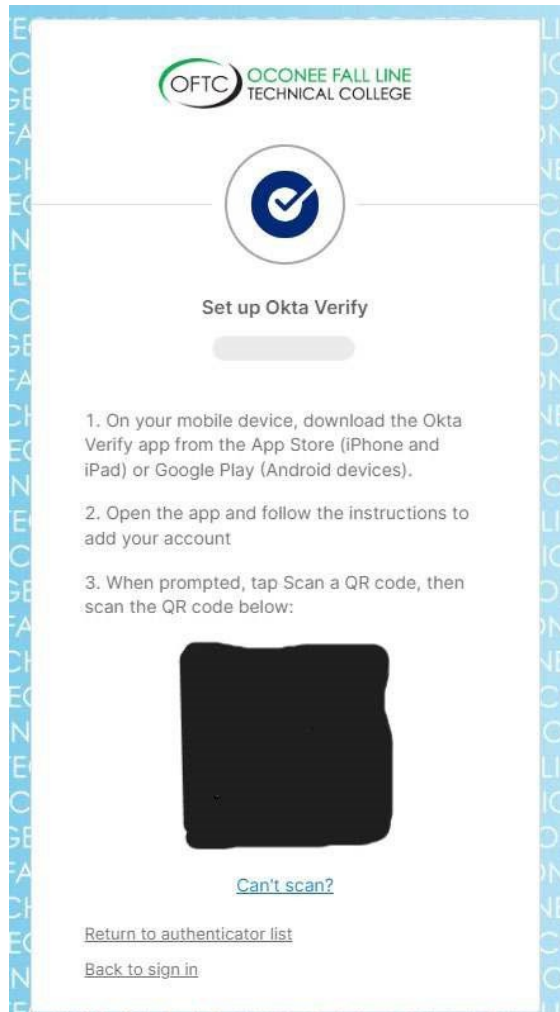 OFTC
OCONEE FALL LINE
TECHNICAL COLLEGE
Set up Okta Verify
1. On your mobile device, download the Okta
Verify app from the App Store (iPhone and
iPad) or Google Play (Android devices).
2. Open the app and follow the instructions to
add your account
3. When prompted, tap Scan a QR code, then
scan the QR code below:
Can't scan?
Return to authenticator list
Back to sign in